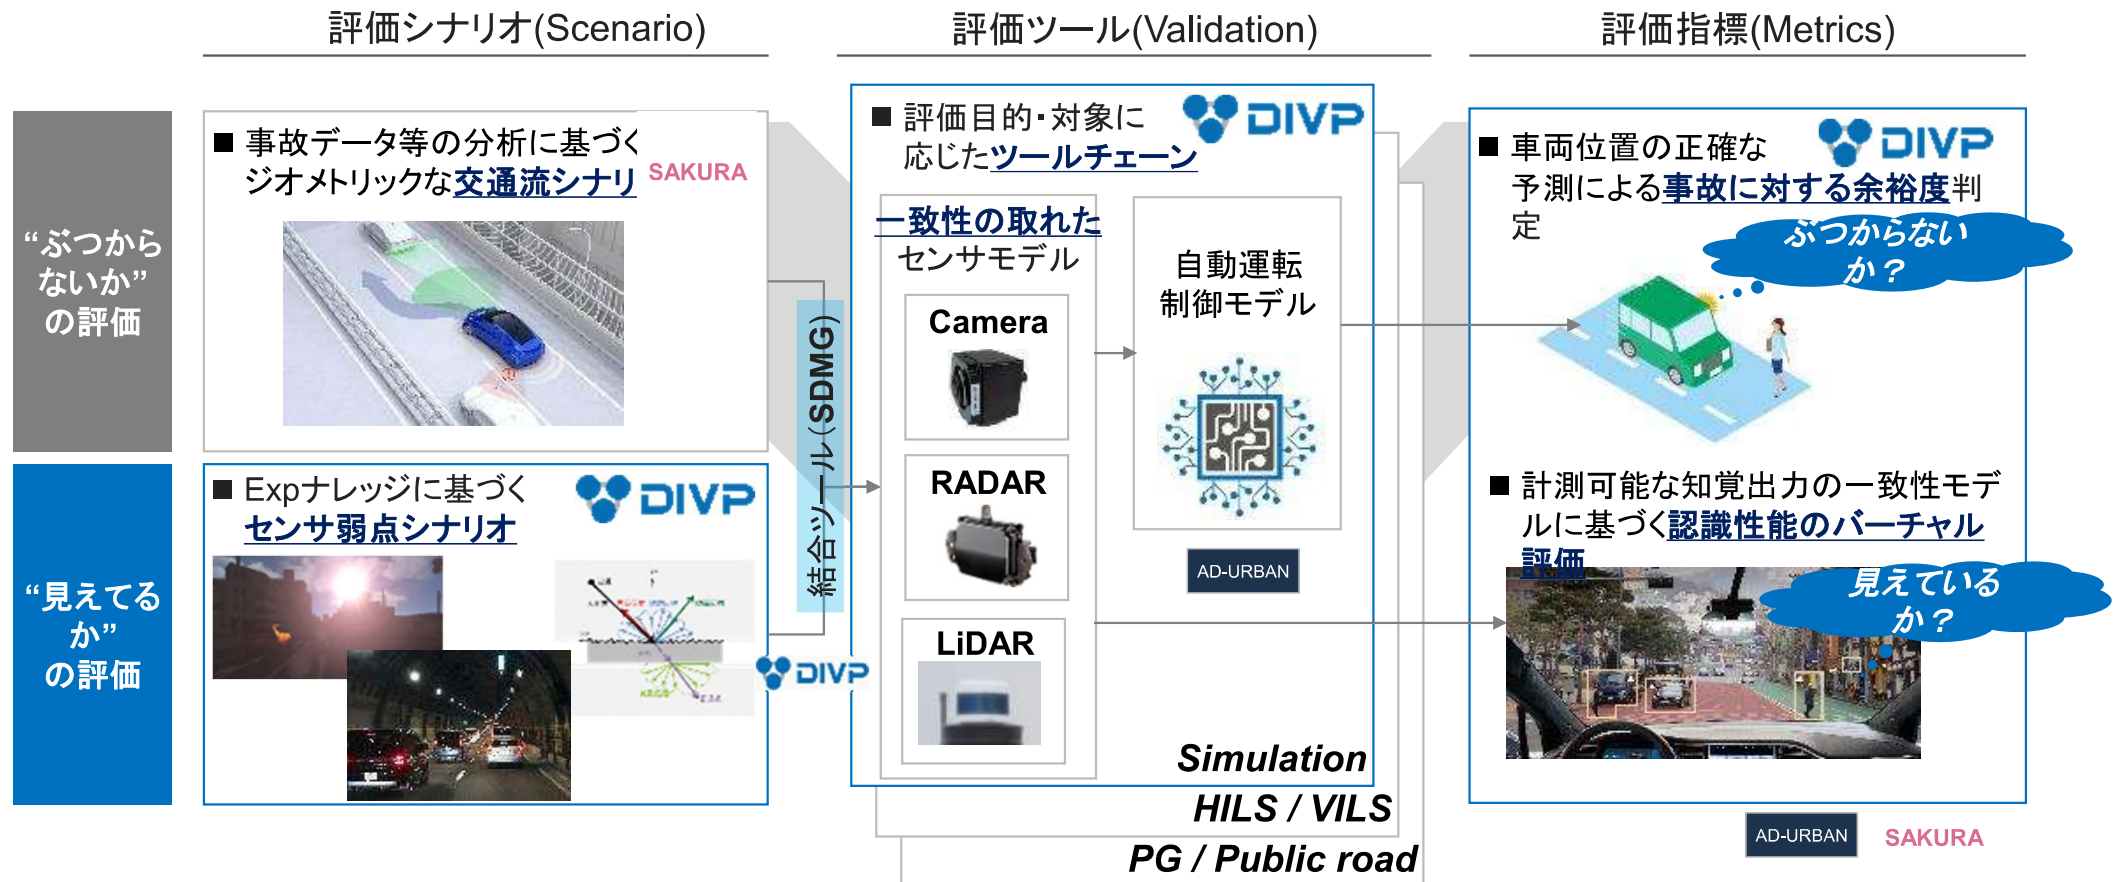 評価シナリオ(Scenario)
評価ツール(Validation)
評価指標(Metrics)
“ぶつから
ないか”
の評価
■ 事故データ等の分析に基づく
ジオメトリックな交通流シナリ
SAKURA
“見えてる
か”
の評価
■ Expナレッジに基づく
センサ弱点シナリオ
DIVP
DIVP
結合ツール(SDMG)
■ 評価目的・対象に
応じたツールチェーン
DIVP
一致性の取れた
センサモデル
Camera
RADAR
LiDAR
自動運転
制御モデル
AD-URBAN
Simulation
HILS / VILS
PG / Public road
■ 車両位置の正確な
予測による事故に対する余裕度判
定
DIVP
ぶつからない
か？
■ 計測可能な知覚出力の一致性モデ
ルに基づく認識性能のバーチャル
評価
見えている
か？
AD-URBAN
SAKURA